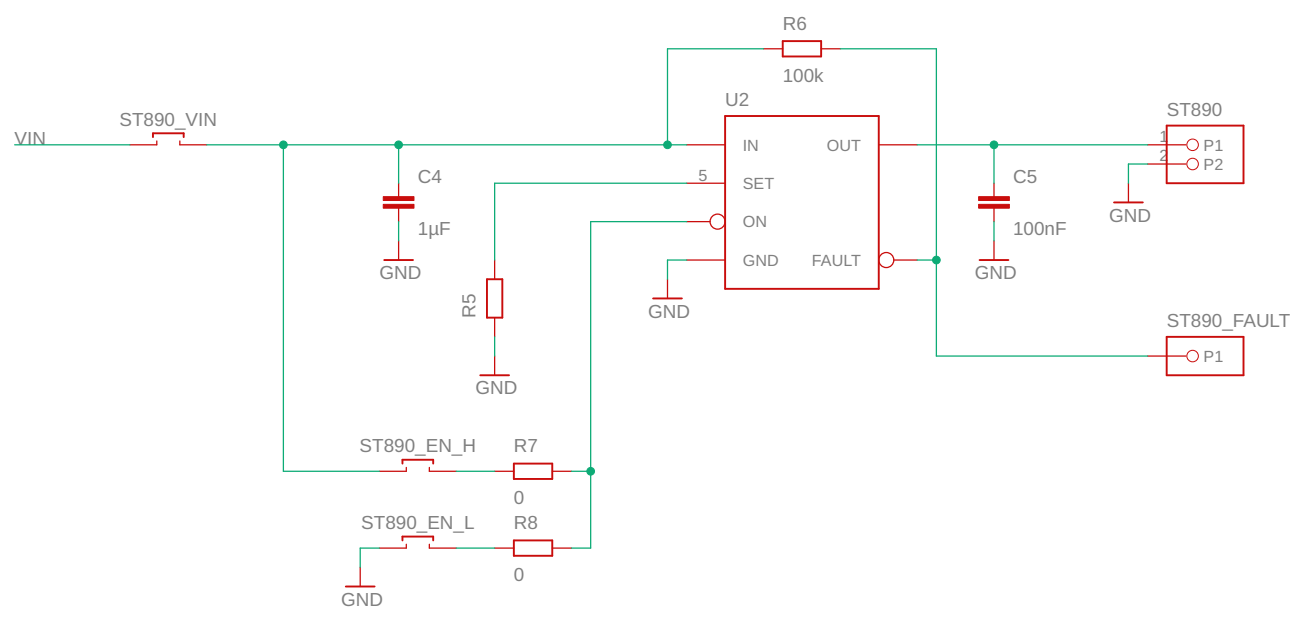 R6
100k
U2
ST890_VIN
VIN
ST890
IN
OUT
1
P1
2
P2
C4
1µF
5
SET
C5
100nF
GND
ON
GND
GND
FAULT
GND
GND
R5
GND
ST890_FAULT
P1
ST890_EN_H
R7
0
ST890_EN_L
R8
0
GND